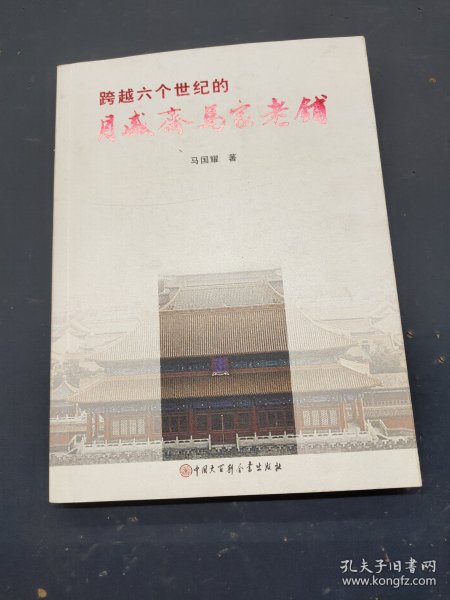 跨越六个世纪的
月盛斋马家老铺
马国耀 著
中国大百科全书出版社
孔夫子旧书网
www.kongfz.com